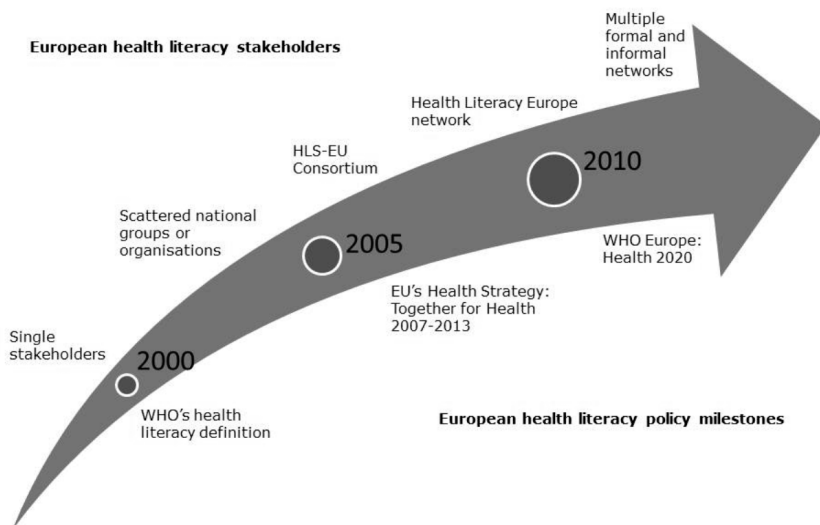 European health literacy stakeholders
Multiple
formal and
informal
networks
Health Literacy Europe
network
HLS-EU
Consortium
2010
Scattered national
groups or
organisations
2005
WHO Europe:
Health 2020
EU's Health Strategy:
Together for Health
2007-2013
Single
stakeholders
2000
WHO's health
literacy definition
European health literacy policy milestones